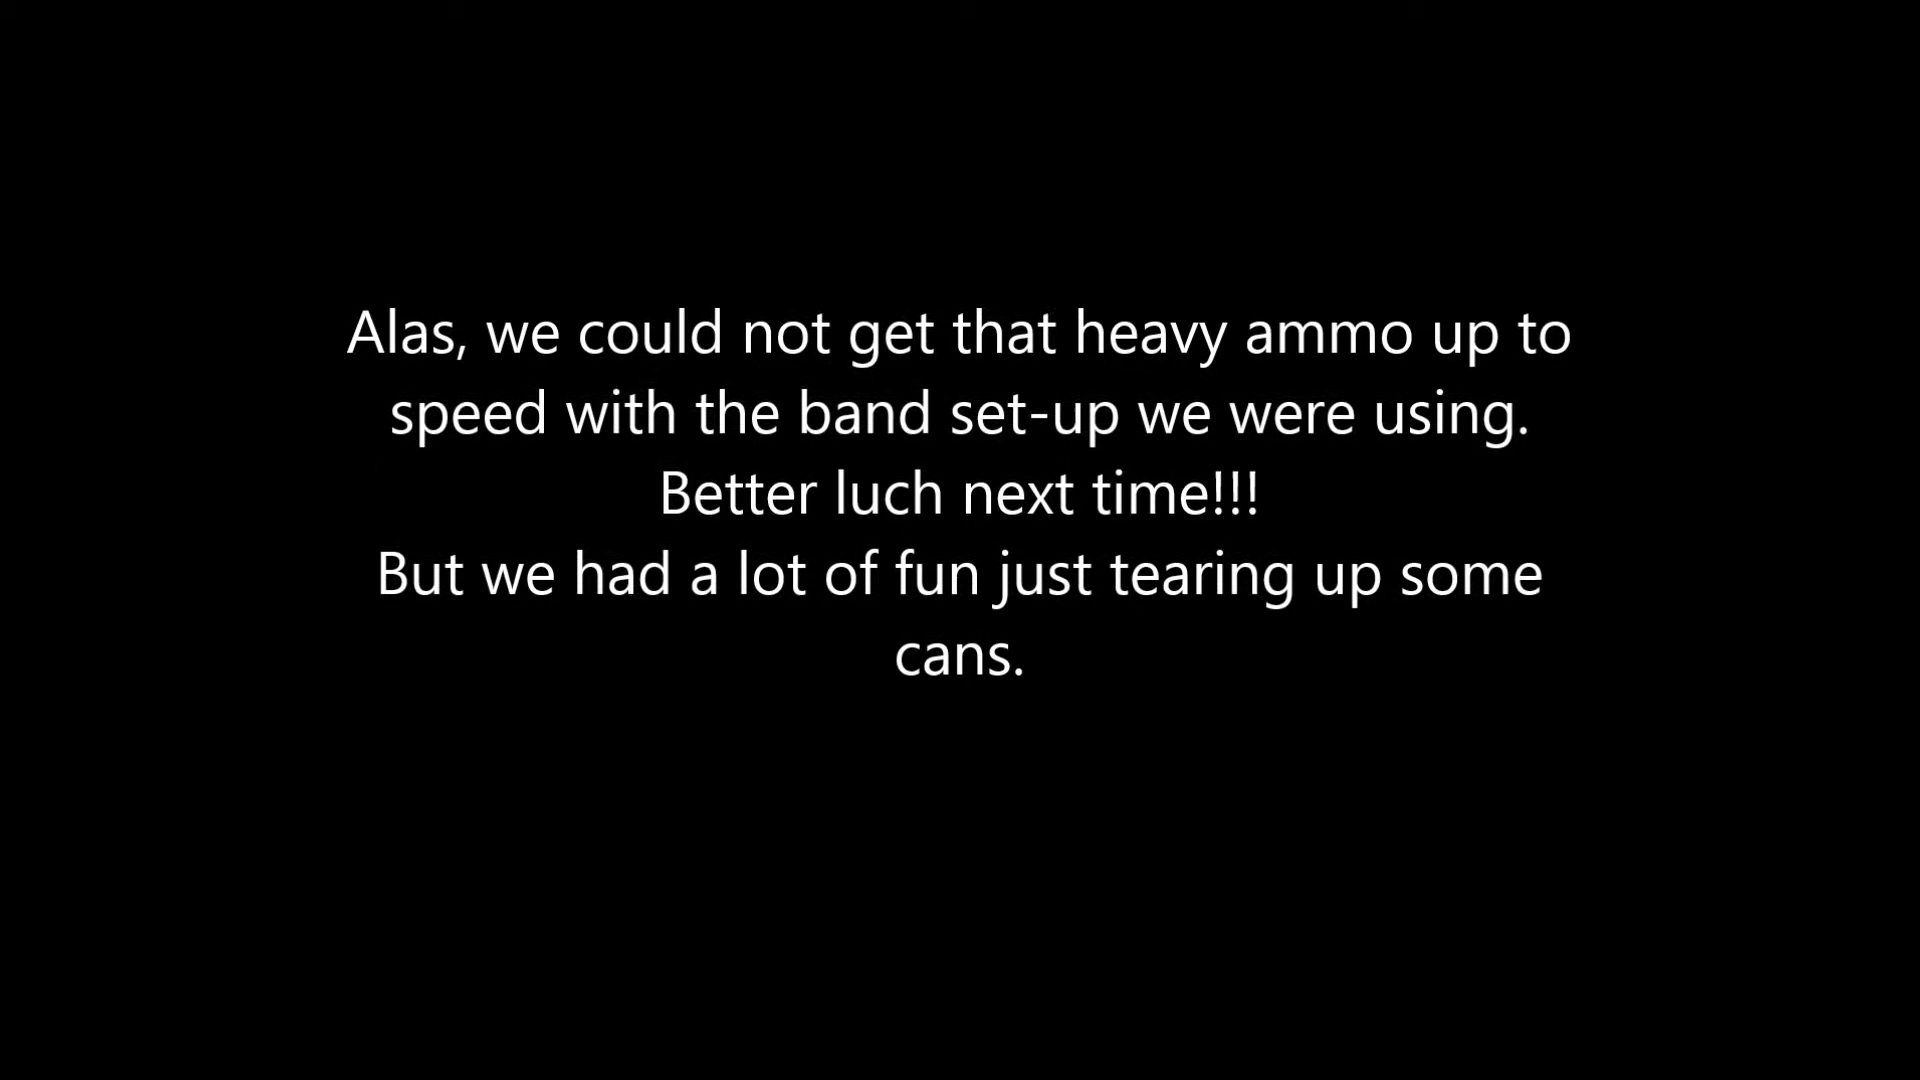 Alas, we could not get that heavy ammo up to
speed with the band set-up we were using.
Better luch next time!!!
But we had a lot of fun just tearing up some
cans.